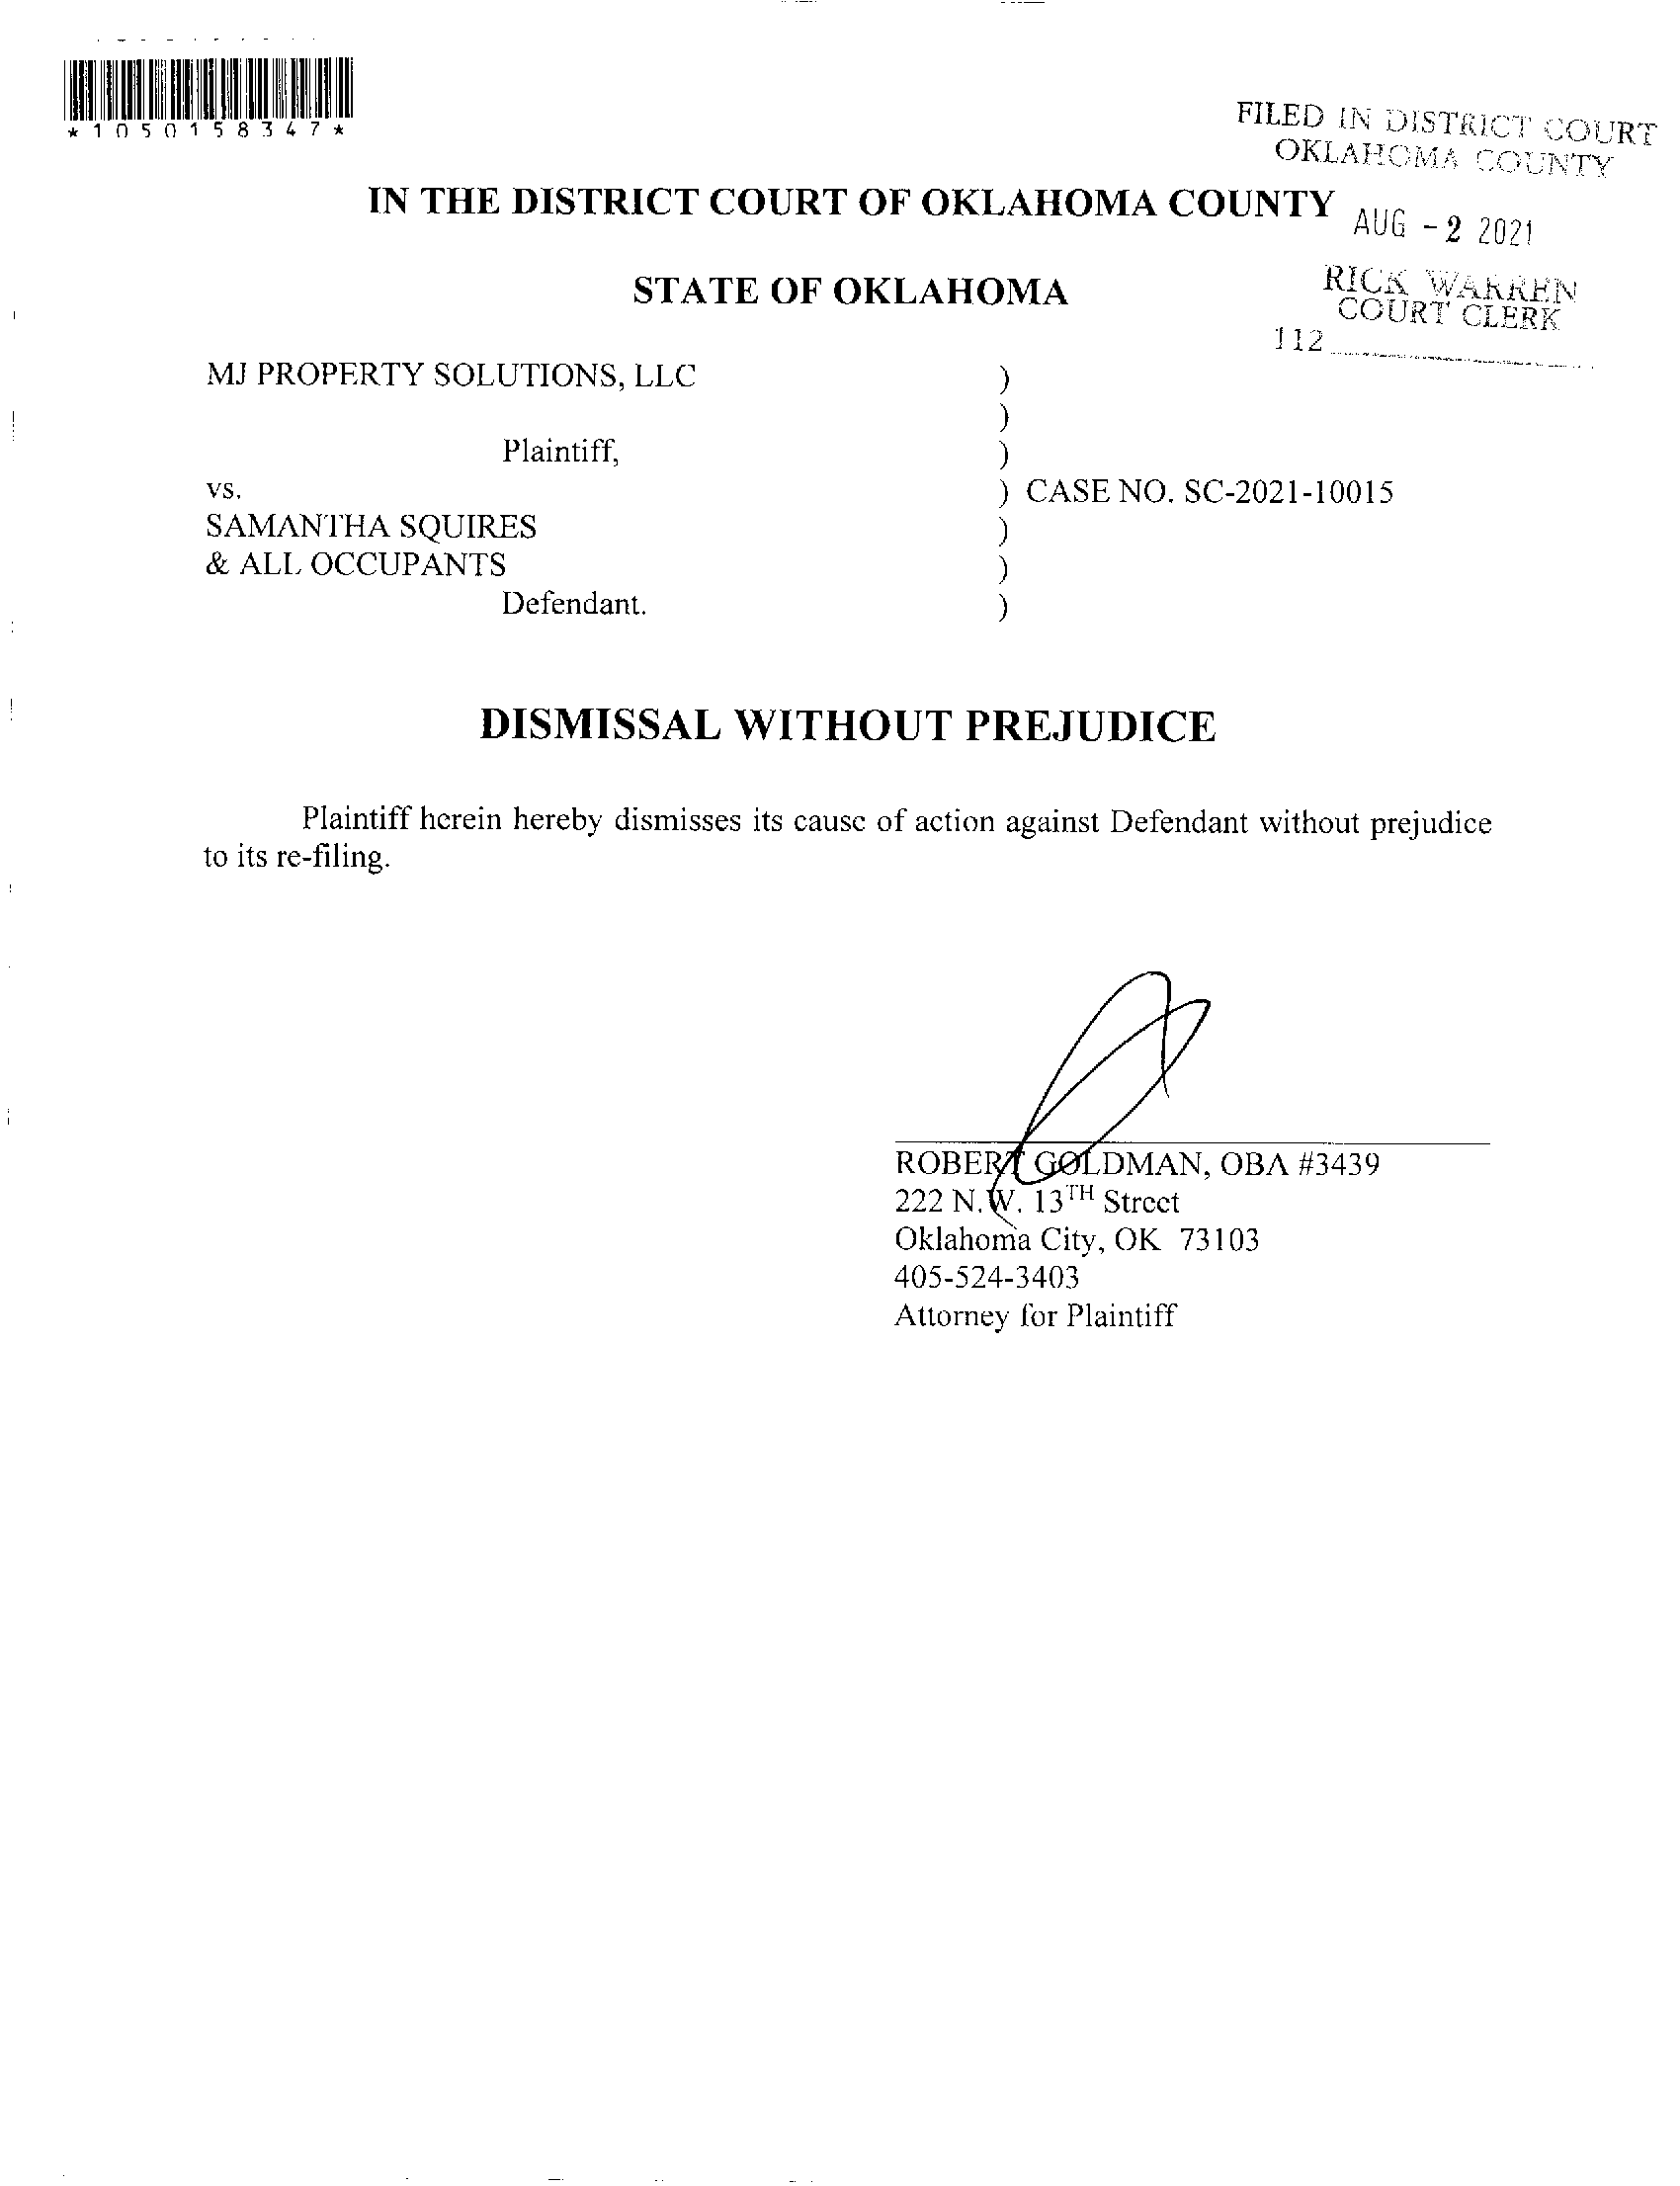 *1050158347*
FILED IN DISTRICT COURT
OKLAHOMA COUNTY
IN THE DISTRICT COURT OF OKLAHOMA COUNTY
AUG -2 2021
STATE OF OKLAHOMA
RICK WARREN
COURT CLERK
112
MJ PROPERTY SOLUTIONS, LLC )
)
Plaintiff, )
vs. ) CASE NO. SC-2021-10015
SAMANTHA SQUIRES )
& ALL OCCUPANTS )
Defendant. )
DISMISSAL WITHOUT PREJUDICE
Plaintiff herein hereby dismisses its cause of action against Defendant without prejudice
to its re-filing.
ROBERT GOLDMAN, OBA #3439
222 N.W. 13TH Street
Oklahoma City, OK 73103
405-524-3403
Attorney for Plaintiff